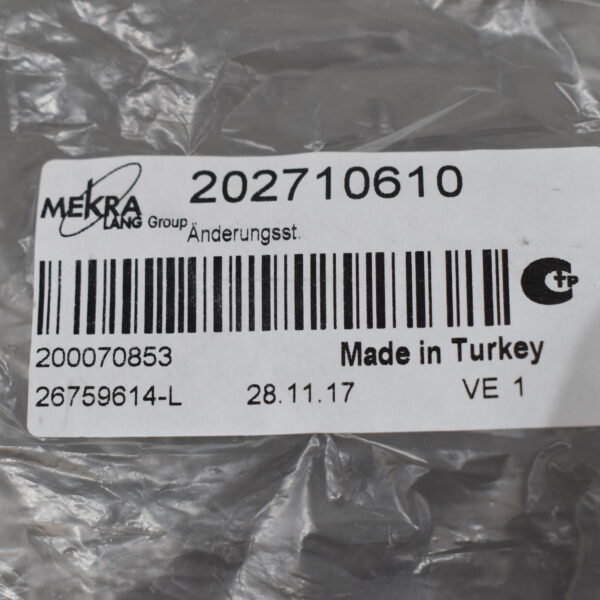 MEKRA
LANG Group
202710610
Änderungsst.
200070853
Made in Turkey
26759614-L 28.11.17 VE 1